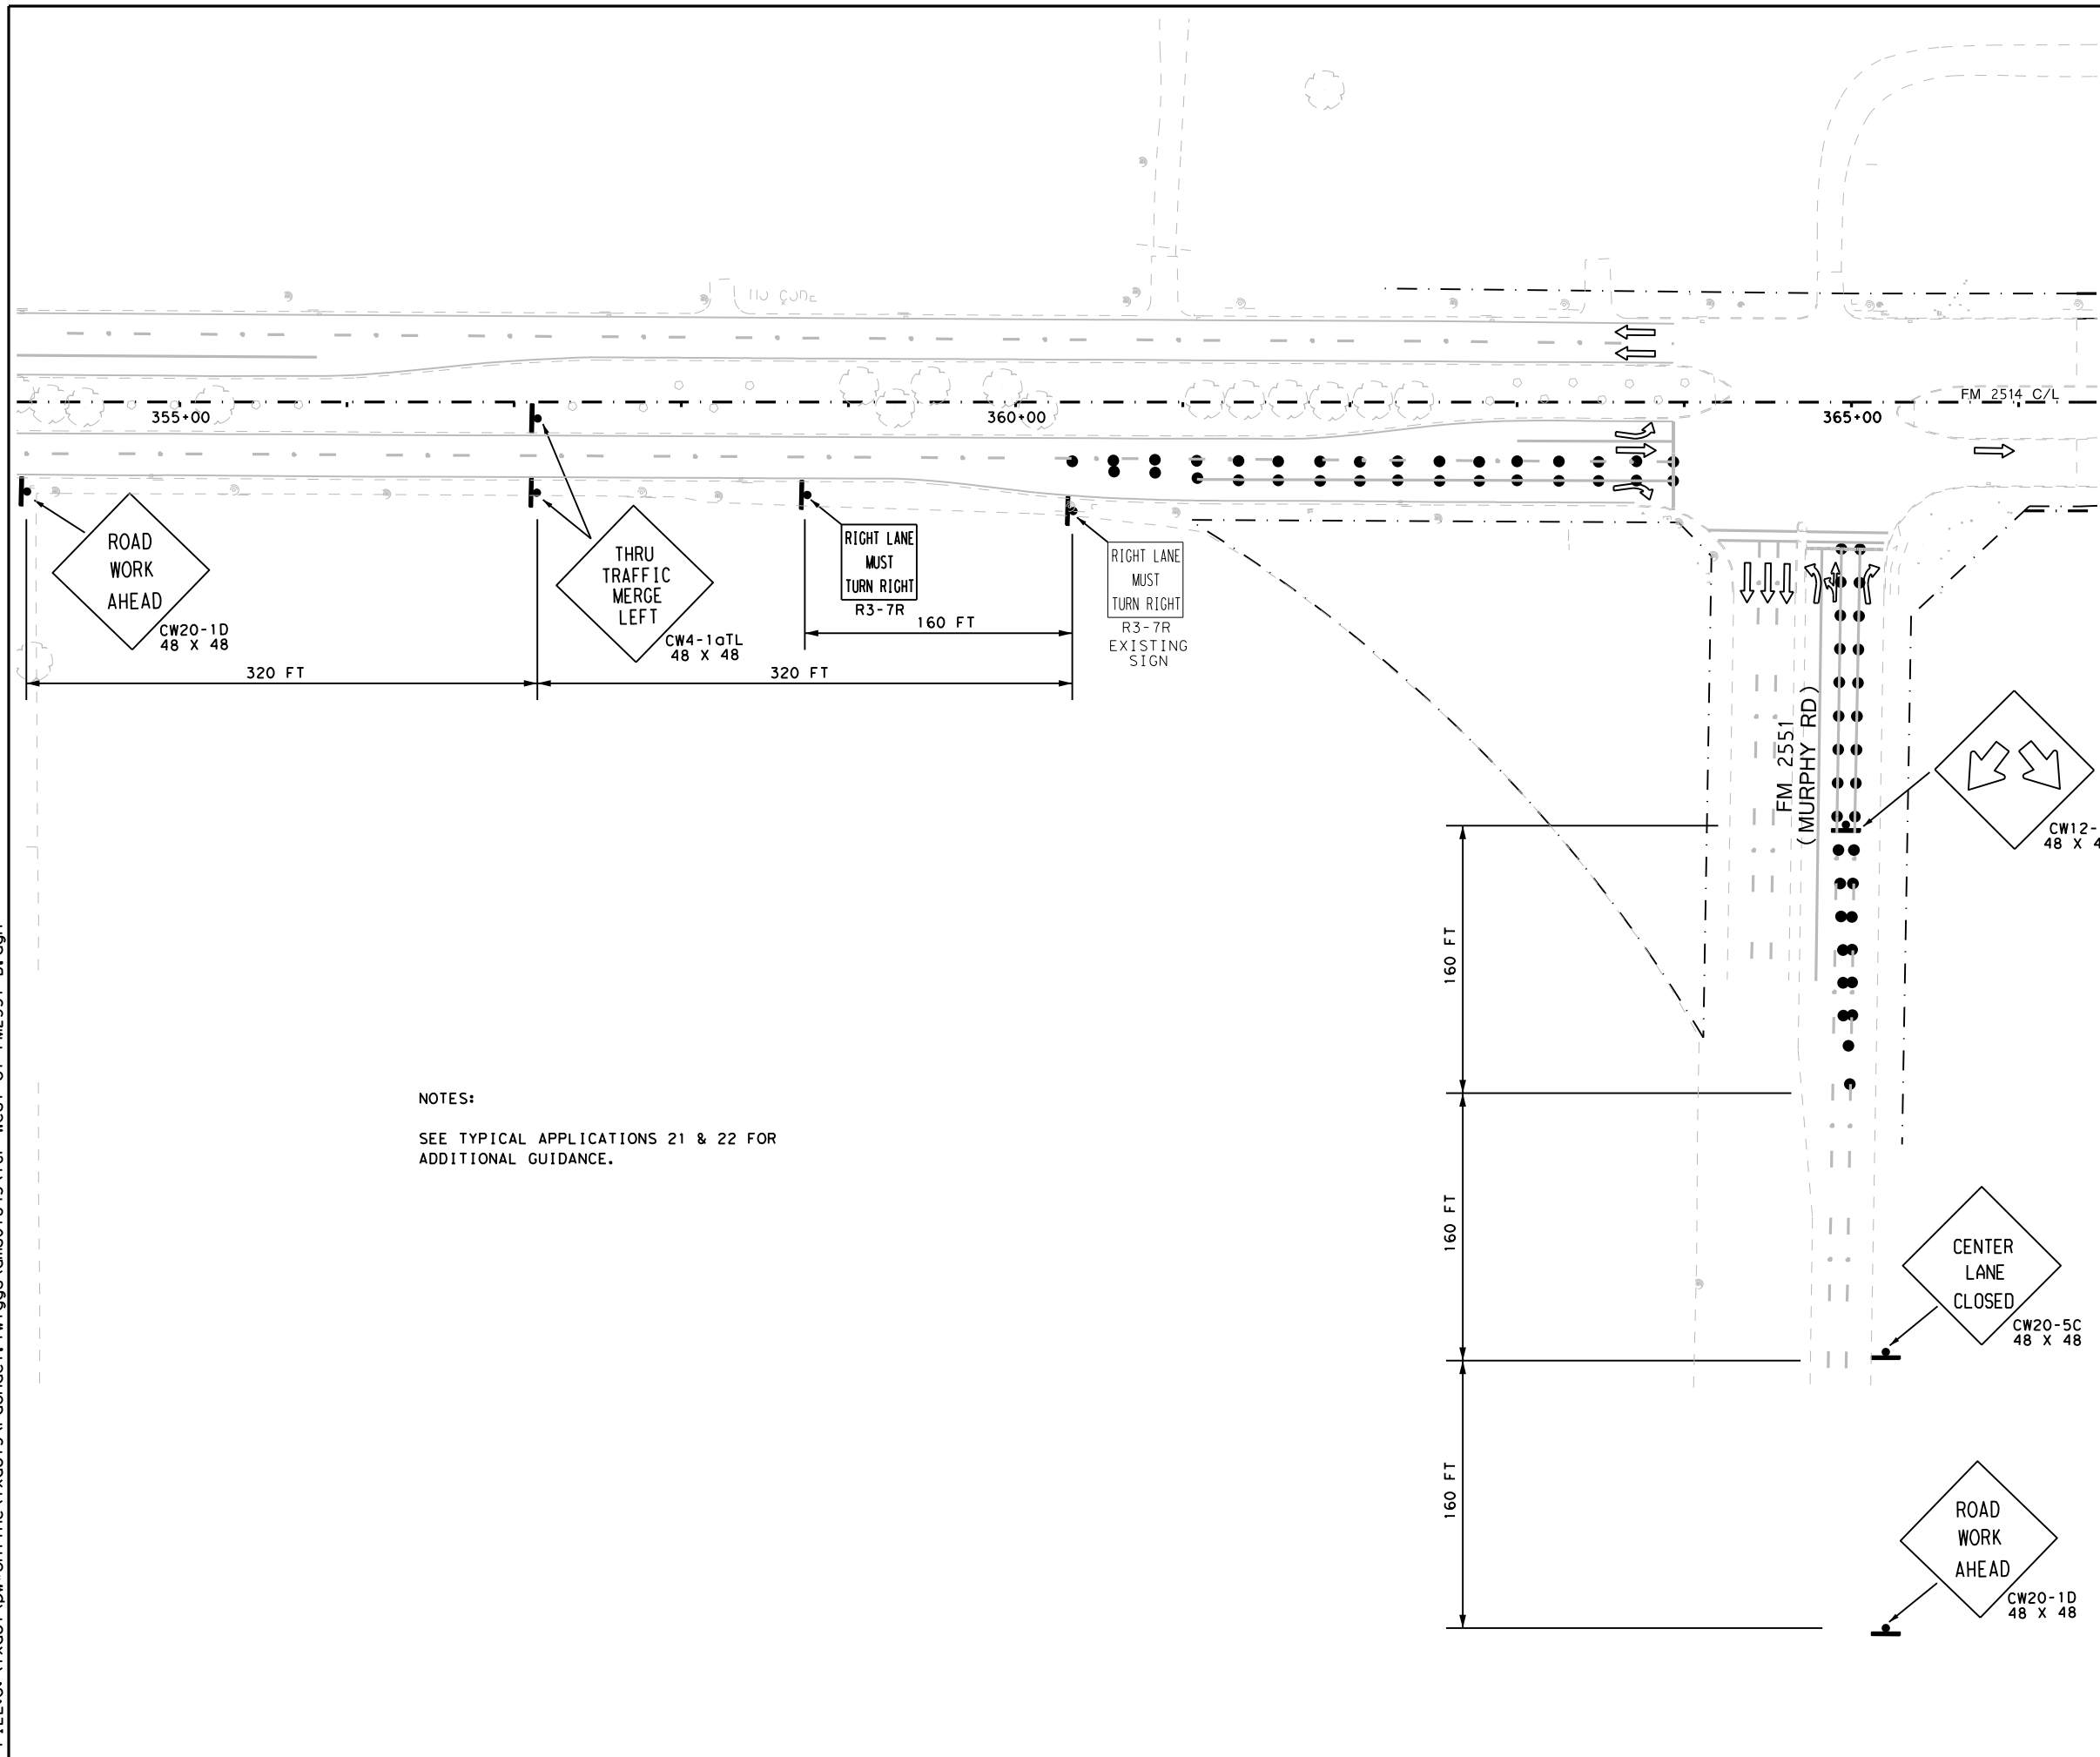 FM 2514 C/L
355+00
360+00
365+00
ROAD
WORK
AHEAD
CW20-1D
48 X 48
THRU
TRAFFIC
MERGE
LEFT
CW4-1aTL
48 X 48
RIGHT LANE
MUST
TURN RIGHT
R3-7R
160 FT
RIGHT LANE
MUST
TURN RIGHT
R3-7R
EXISTING
SIGN
320 FT
320 FT
FM 2551
(MURPHY RD)
CW12-
48 X 4
160 FT
NOTES:
SEE TYPICAL APPLICATIONS 21 & 22 FOR
ADDITIONAL GUIDANCE.
160 FT
CENTER
LANE
CLOSED
CW20-5C
48 X 48
160 FT
ROAD
WORK
AHEAD
CW20-1D
48 X 48